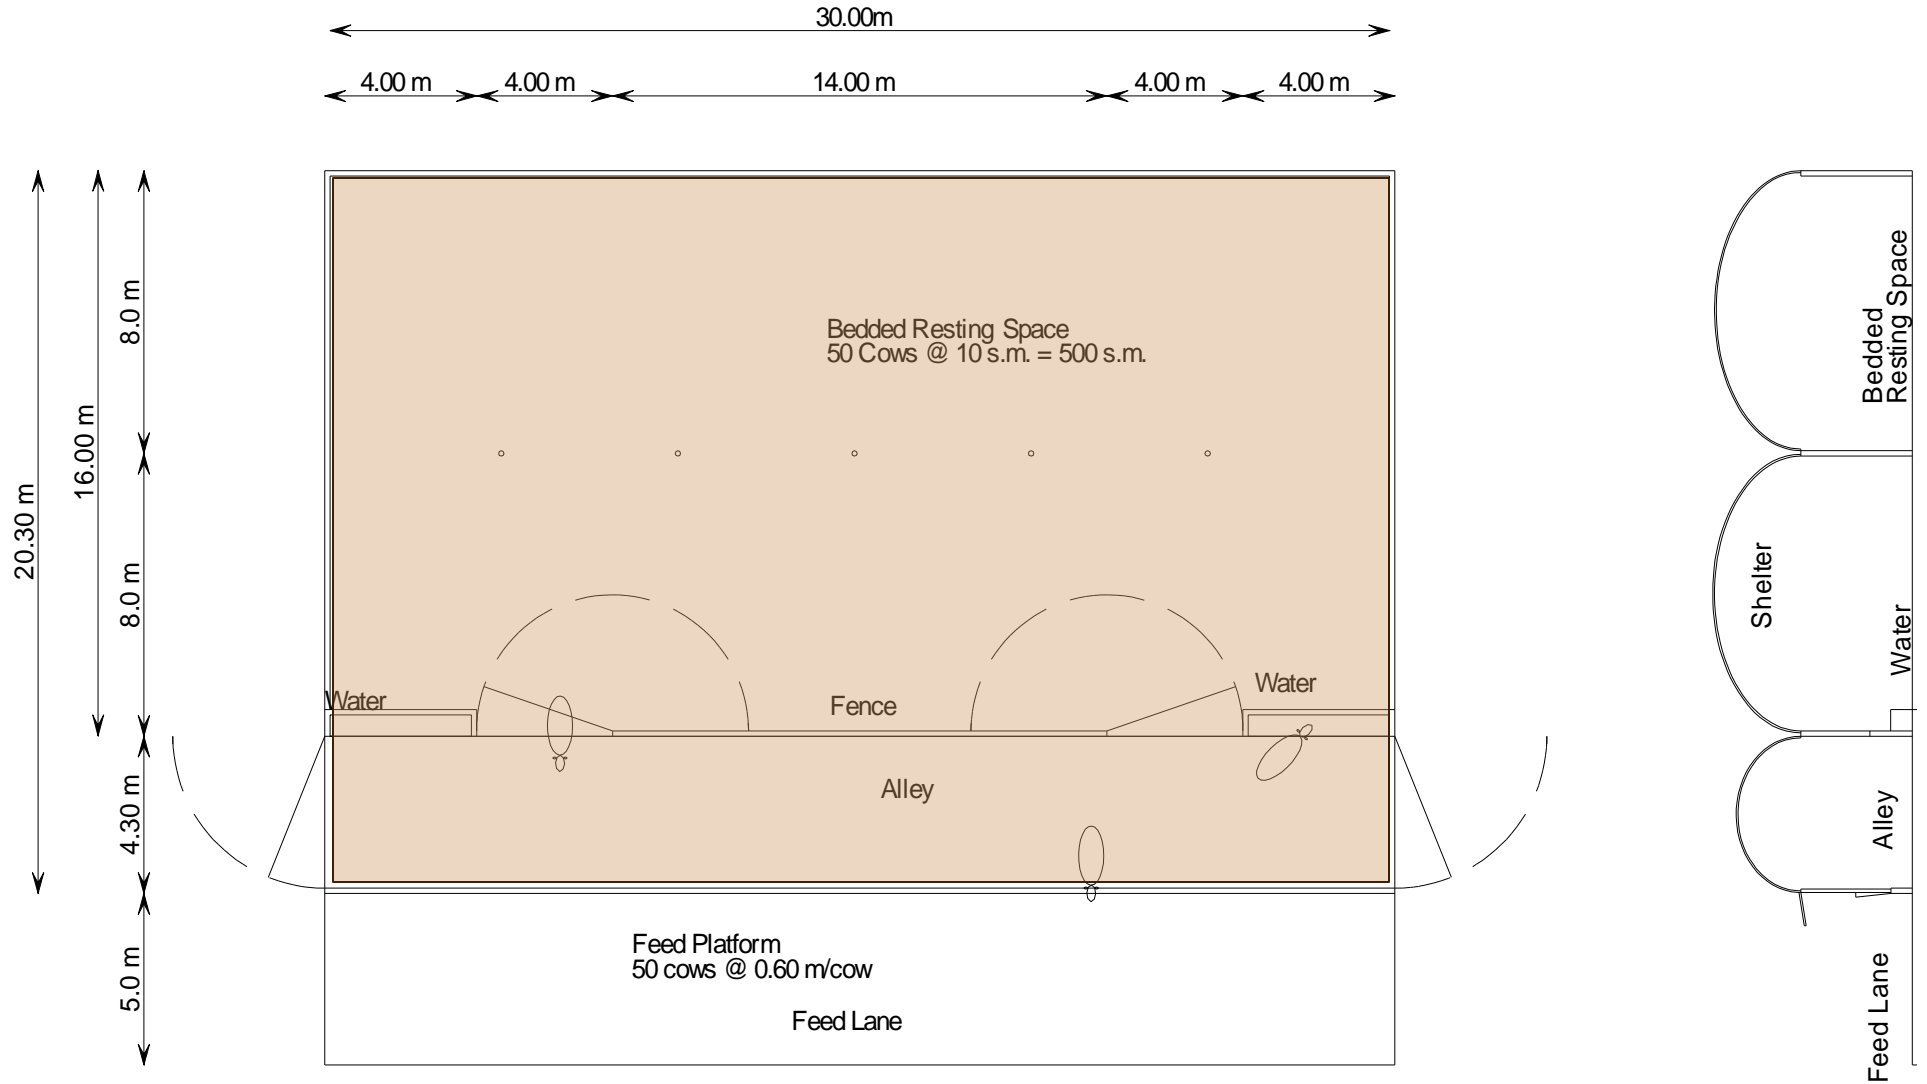 30.00m
4.00 m
4.00 m
14.00 m
4.00 m
4.00 m
20.30 m
16.00 m
8.0 m
8.0 m
4.30 m
5.0 m
Bedded Resting Space
50 Cows @ 10 s.m. = 500 s.m.
Water
Fence
Water
Alley
Feed Platform
50 cows @ 0.60 m/cow
Feed Lane
Bedded
Resting Space
Shelter
Water
Alley
Feed Lane